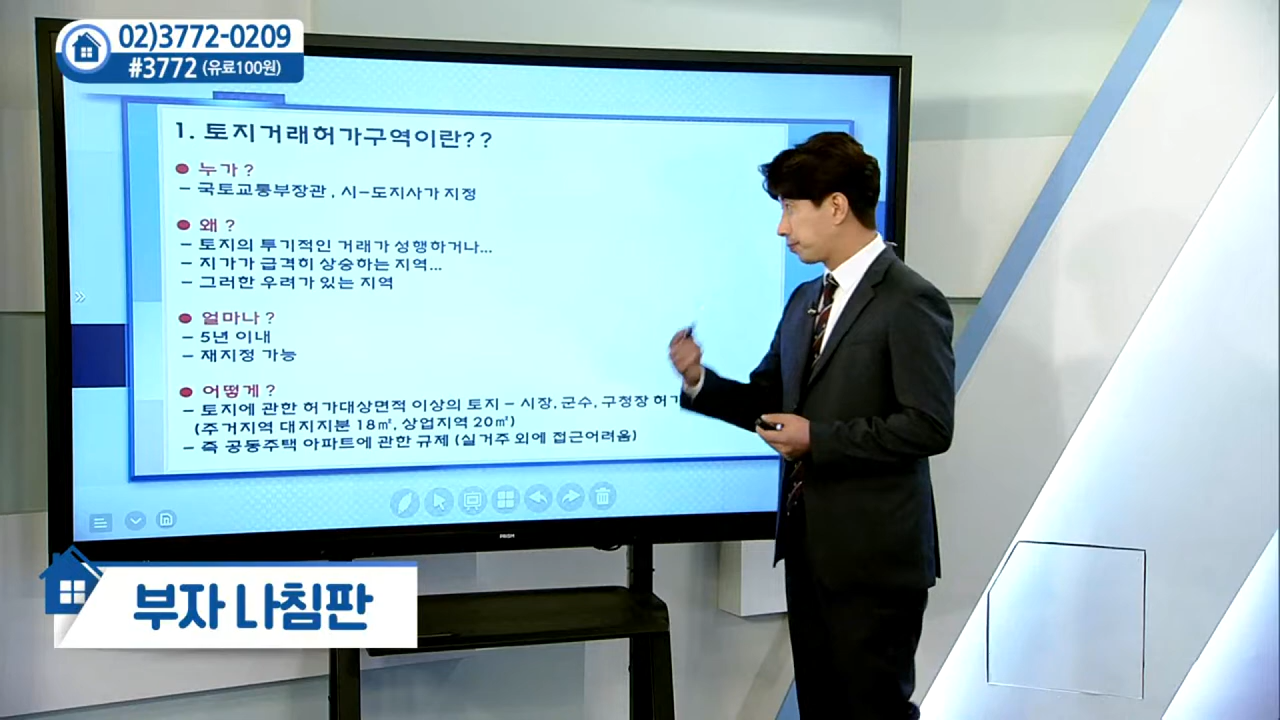 02)3772-0209
#3772 (유료100원)
1. 토지거래허가구역이란??
● 누가 ?
- 국토교통부장관 , 시-도지사가 지정
● 왜 ?
- 토지의 투기적인 거래가 성행하거나...
- 지가가 급격히 상승하는 지역...
- 그러한 우려가 있는 지역
● 얼마나 ?
- 5년 이내
- 재지정 가능
● 어떻게 ?
- 토지에 관한 허가대상면적 이상의 토지 - 시장, 군수, 구청장 허가
(주거지역 대지지분 18㎡, 상업지역 20㎡)
- 즉 공동주택 아파트에 관한 규제 (실거주 외에 접근어려움)
PRISM
부자 나침판